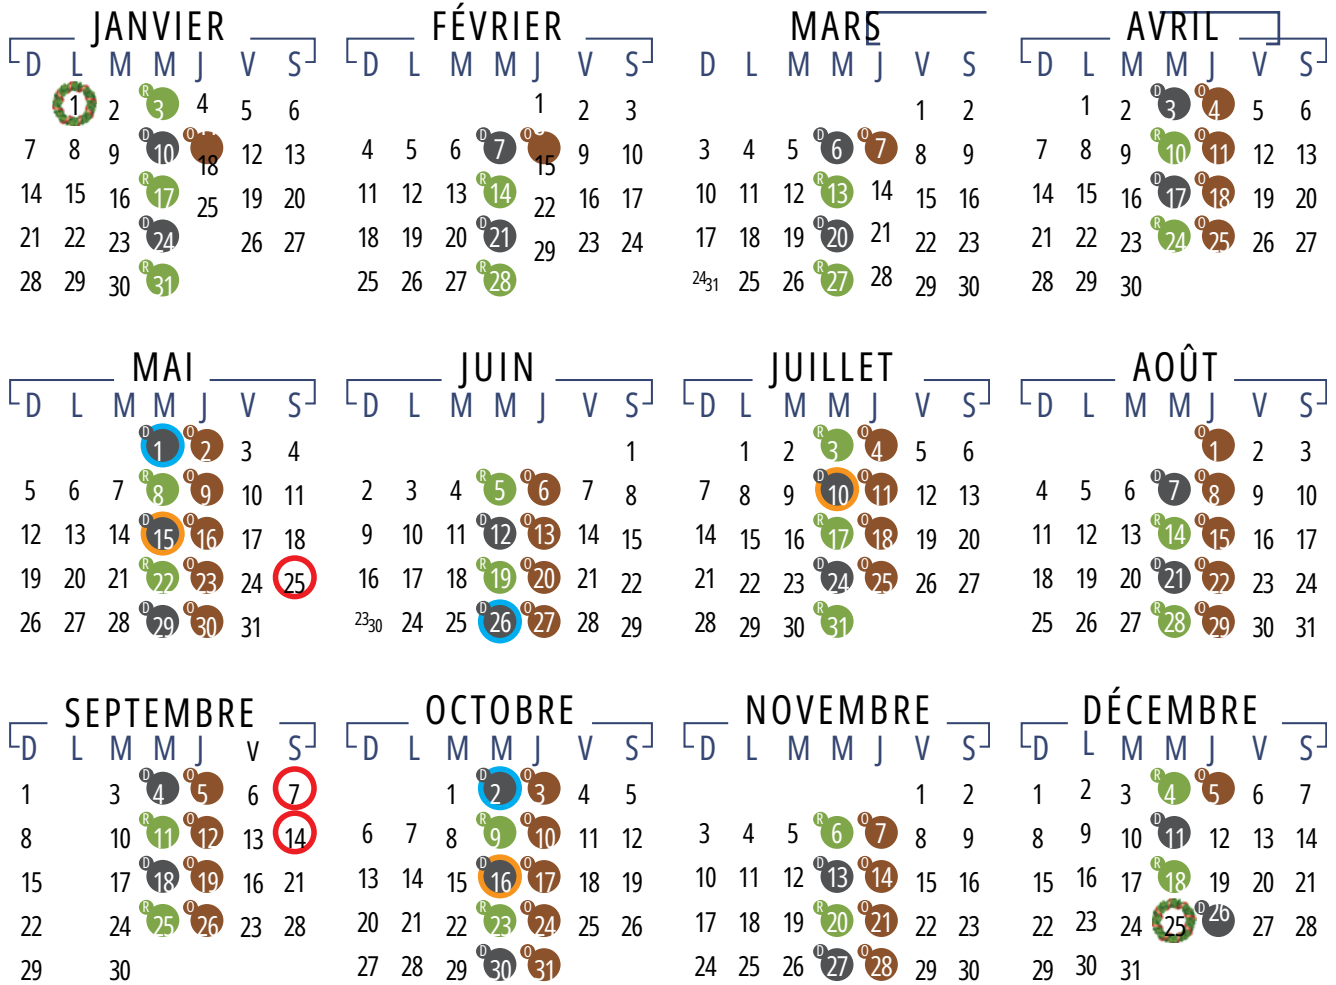 JANVIER
D L M M J V S
1 2 R 3 4 5 6
7 8 9 D 10 O 11 12 13
14 15 16 R 17 18 19 20
21 22 23 D 24 25 26 27
28 29 30 R 31
FÉVRIER
D L M M J V S
1 2 3
4 5 6 D 7 O 8 9 10
11 12 13 R 14 15 16 17
18 19 20 D 21 22 23 24
25 26 27 R 28 29
MARS
D L M M J V S
1 2
3 4 5 D 6 O 7 8 9
10 11 12 R 13 14 15 16
17 18 19 D 20 21 22 23
24 31 25 26 R 27 28 29 30
AVRIL
D L M M J V S
1 2 D 3 O 4 5 6
7 8 9 R 10 O 11 12 13
14 15 16 D 17 O 18 19 20
21 22 23 R 24 O 25 26 27
28 29 30
MAI
D L M M J V S
D 1 O 2 3 4
5 6 7 R 8 O 9 10 11
12 13 14 D 15 O 16 17 18
19 20 21 R 22 O 23 24 25
26 27 28 D 29 O 30 31
JUIN
D L M M J V S
1
2 3 4 R 5 O 6 7 8
9 10 11 D 12 O 13 14 15
16 17 18 R 19 O 20 21 22
23 30 24 25 D 26 O 27 28 29
JUILLET
D L M M J V S
1 2 R 3 O 4 5 6
7 8 9 D 10 O 11 12 13
14 15 16 R 17 O 18 19 20
21 22 23 D 24 O 25 26 27
28 29 30 R 31
AOÛT
D L M M J V S
O 1 2 3
4 5 6 D 7 O 8 9 10
11 12 13 R 14 O 15 16 17
18 19 20 D 21 O 22 23 24
25 26 27 R 28 O 29 30 31
SEPTEMBRE
D L M M J V S
1 3 D 4 O 5 6 7
8 10 R 11 O 12 13 14
15 17 D 18 O 19 16 21
22 24 R 25 O 26 23 28
29 30
OCTOBRE
D L M M J V S
1 D 2 O 3 4 5
6 7 8 R 9 O 10 11 12
13 14 15 D 16 O 17 18 19
20 21 22 R 23 O 24 25 26
27 28 29 D 30 O 31
NOVEMBRE
D L M M J V S
1 2
3 4 5 R 6 O 7 8 9
10 11 12 D 13 O 14 15 16
17 18 19 R 20 O 21 22 23
24 25 26 D 27 O 28 29 30
DÉCEMBRE
D L M M J V S
1 2 3 R 4 O 5 6 7
8 9 10 D 11 12 13 14
15 16 17 R 18 19 20 21
22 23 24 25 D 26 27 28
29 30 31